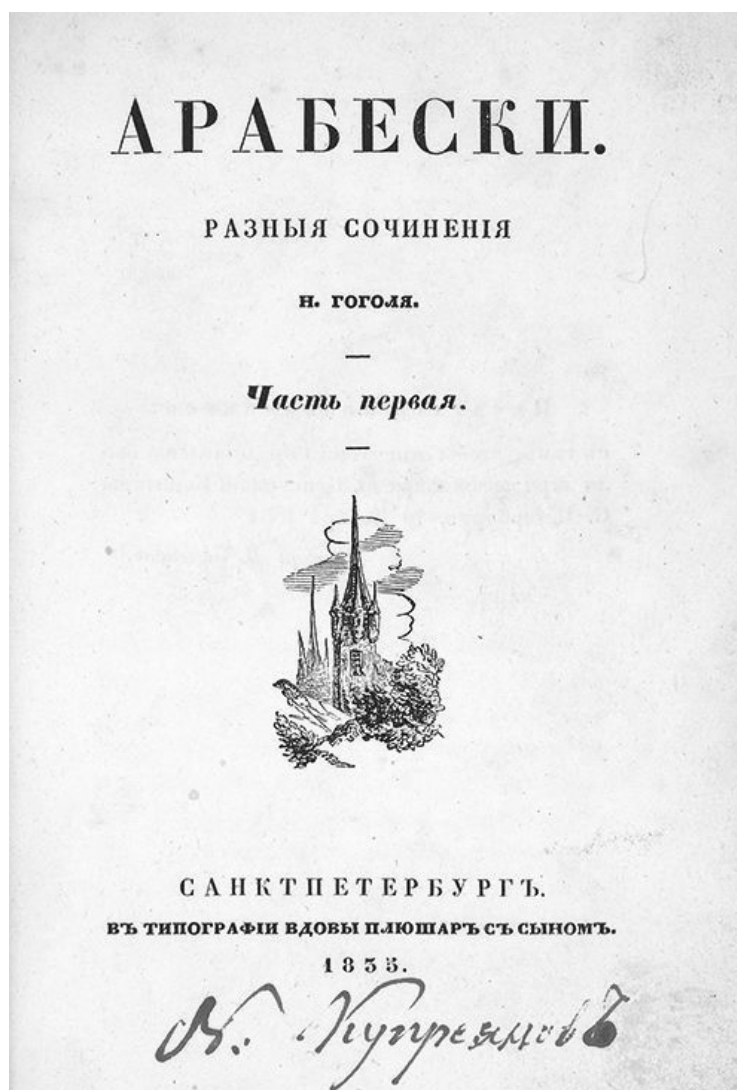 АРАБЕСКИ.
РАЗНЫЯ СОЧИНЕНІЯ
Н. ГОГОЛЯ.
Часть первая.
САНКТПЕТЕРБУРГЪ.
ВЪ ТИПОГРАФІИ ВДОВЫ ПЛЮШАРЪ СЪ СЫНОМЪ.
1835.
N. Купреяновъ